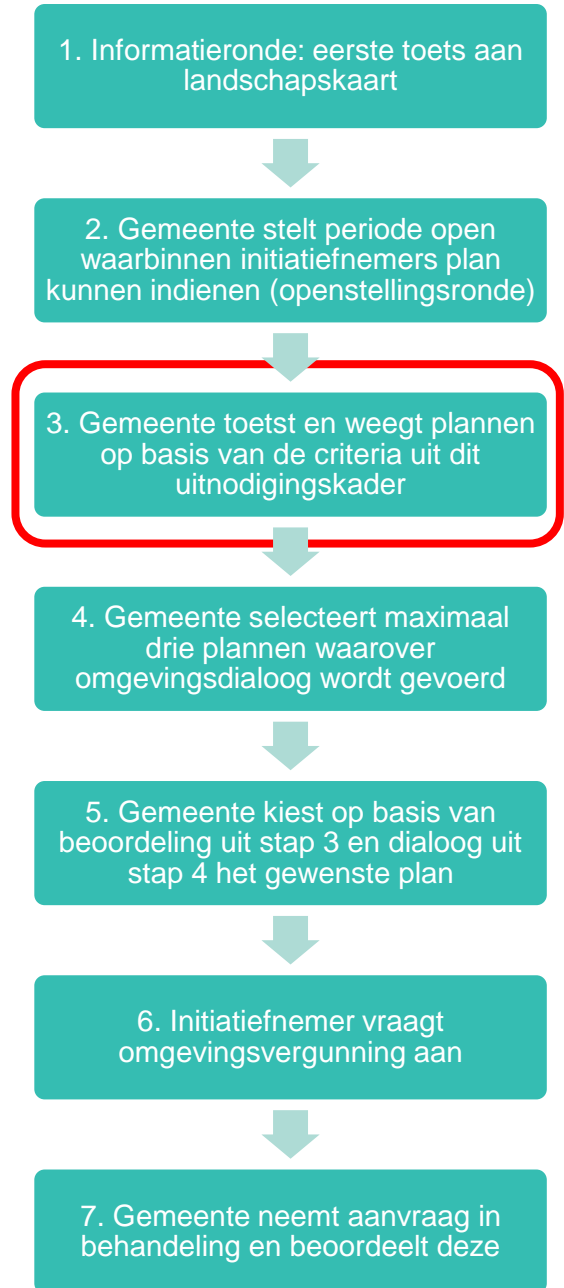 1. Informatieronde: eerste toets aan
landschapskaart
2. Gemeente stelt periode open
waarbinnen initiatiefnemers plan
kunnen indienen (openstellingsronde)
3. Gemeente toetst en weegt plannen
op basis van de criteria uit dit
uitnodigingskader
4. Gemeente selecteert maximaal
drie plannen waarover
omgevingsdialoog wordt gevoerd
5. Gemeente kiest op basis van
beoordeling uit stap 3 en dialoog uit
stap 4 het gewenste plan
6. Initiatiefnemer vraagt
omgevingsvergunning aan
7. Gemeente neemt aanvraag in
behandeling en beoordeelt deze